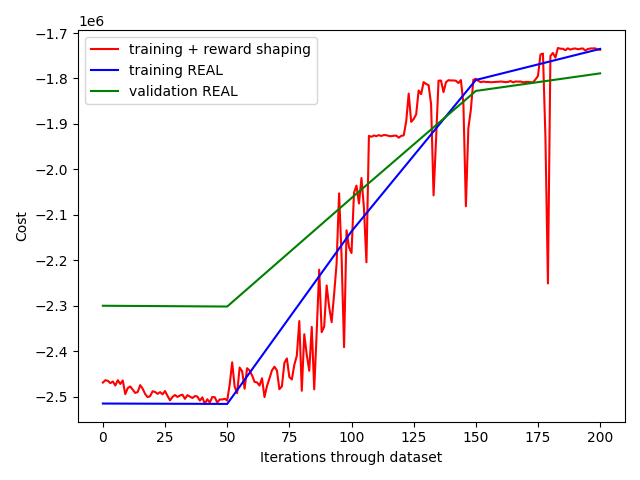 1e6
−1.7
−1.8
−1.9
−2.0
−2.1
−2.2
−2.3
−2.4
−2.5
Cost
training + reward shaping
training REAL
validation REAL
0 25 50 75 100 125 150 175 200
Iterations through dataset